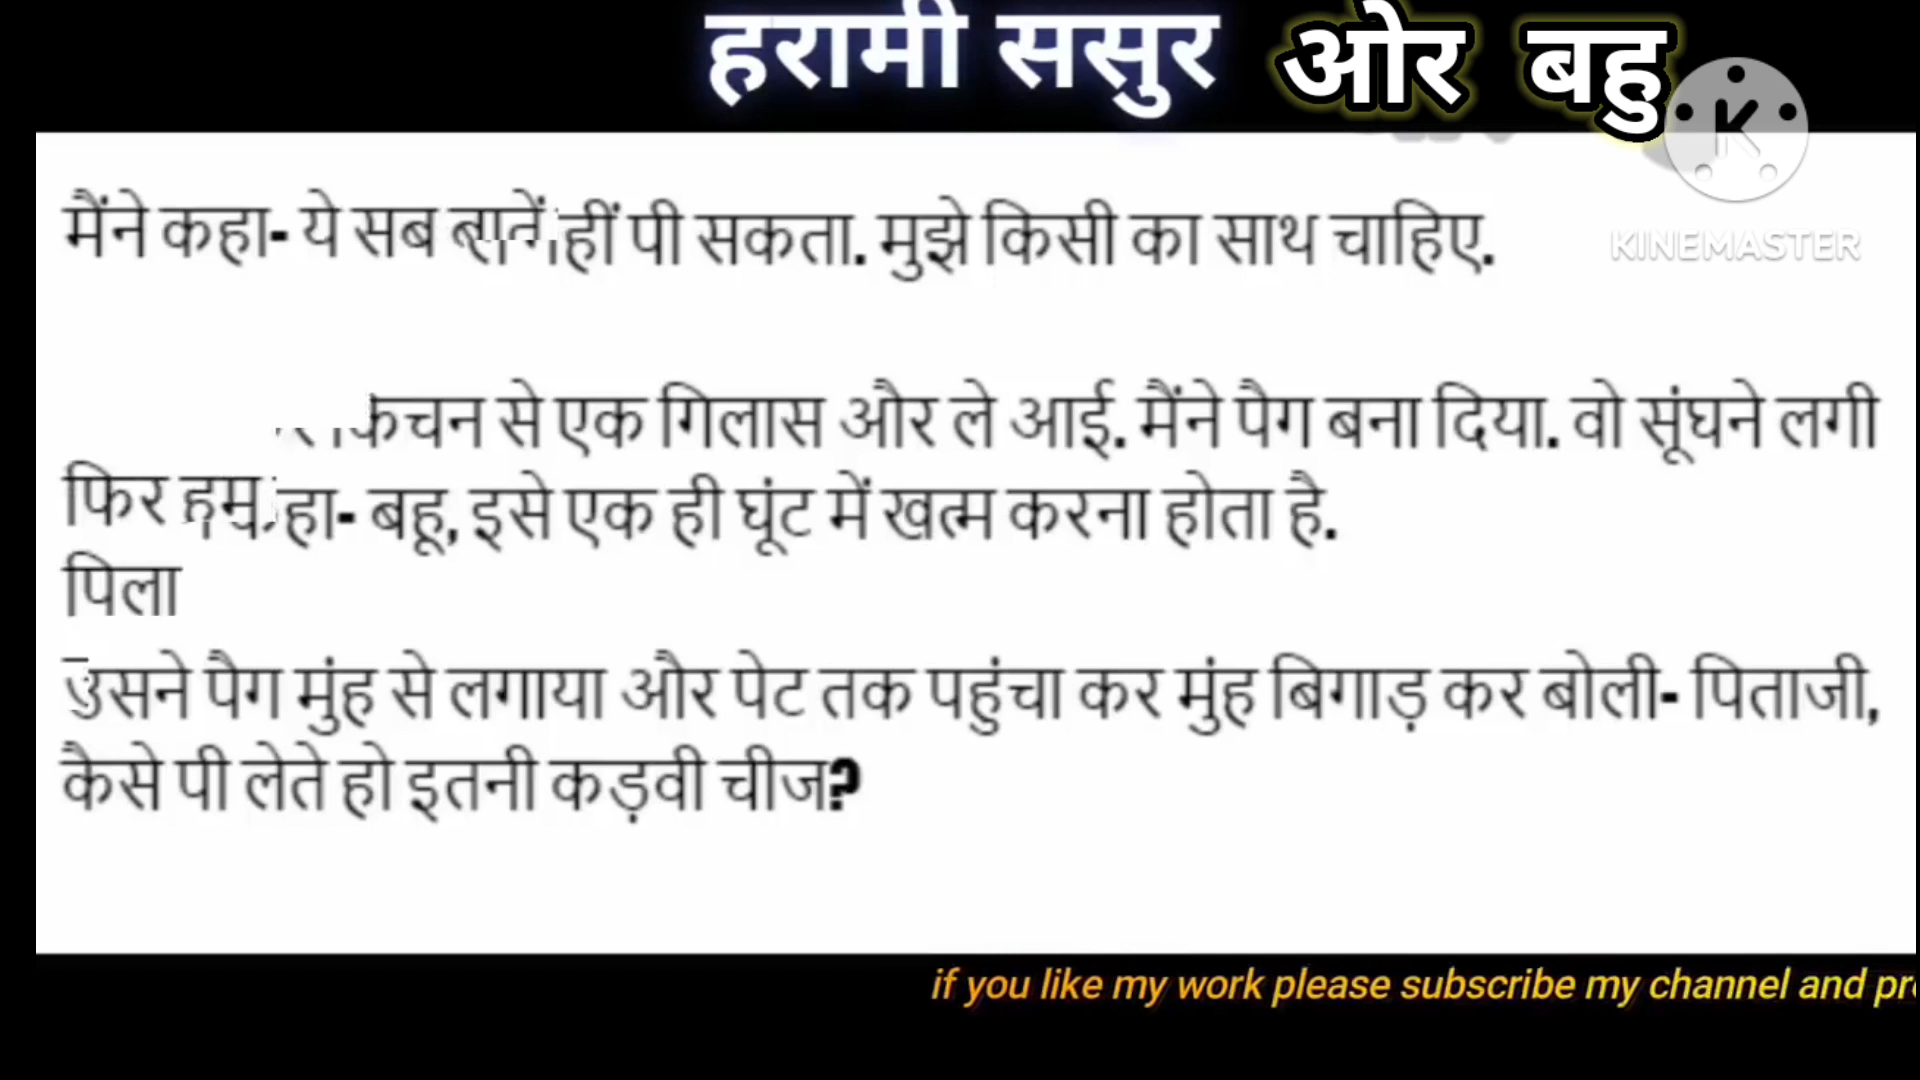 हरामी ससुर ओर बहु
KINEMASTER
मैंने कहा- ये सब पी सकता. मुझे किसी का साथ चाहिए.
से एक गिलास और ले आई. मैंने पैग बना दिया. वो सूंघने लगी
फिर बहू, इसे एक ही घूंट में खत्म करना होता है.
पिला
उसने पैग मुंह से लगाया और पेट तक पहुंचा कर मुंह बिगाड़ कर बोली- पिताजी,
कैसे पी लेते हो इतनी कड़वी चीज?
if you like my work please subscribe my channel and